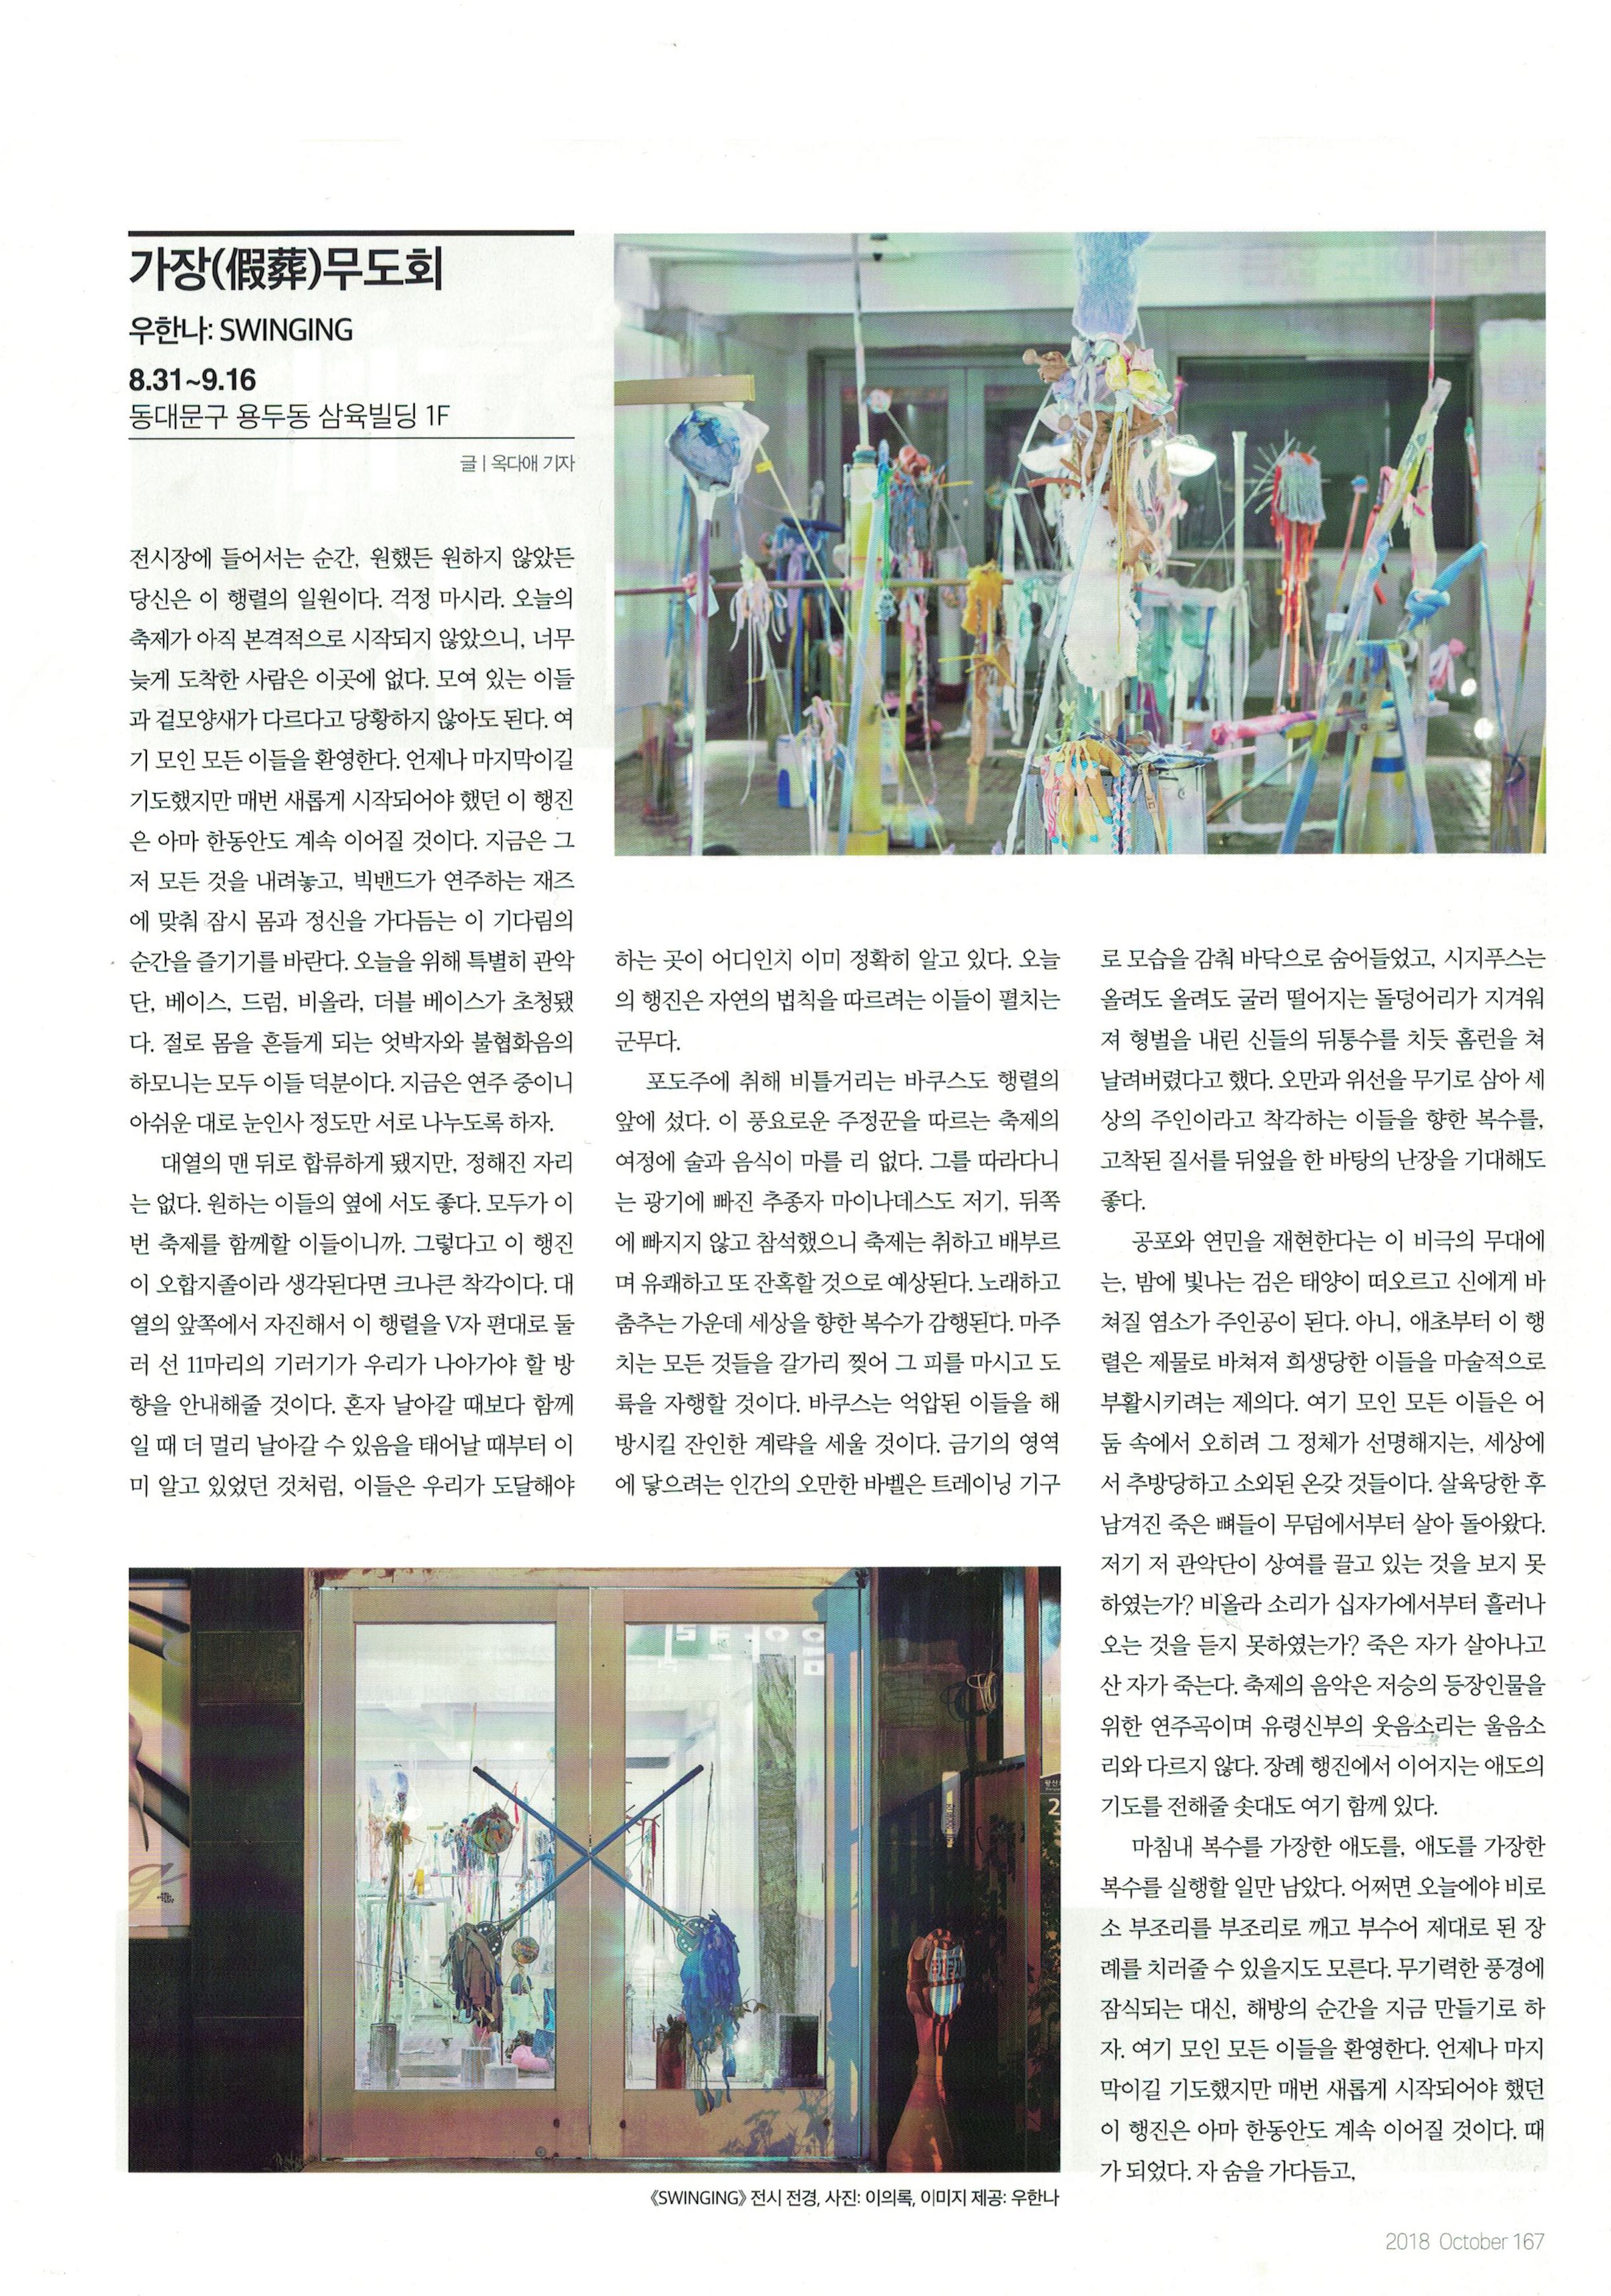 가장(假葬)무도회
우한나: SWINGING
8.31~9.16
동대문구 용두동 삼육빌딩 1F
글 | 옥다애 기자
전시장에 들어서는 순간, 원했든 원하지 않았든
당신은 이 행렬의 일원이다. 걱정 마시라. 오늘의
축제가 아직 본격적으로 시작되지 않았으니, 너무
늦게 도착한 사람은 이곳에 없다. 모여 있는 이들
과 겉모양새가 다르다고 당황하지 않아도 된다. 여
기 모인 모든 이들을 환영한다. 언제나 마지막이길
기도했지만 매번 새롭게 시작되어야 했던 이 행진
은 아마 한동안도 계속 이어질 것이다. 지금은 그
저 모든 것을 내려놓고, 빅밴드가 연주하는 재즈
에 맞춰 잠시 몸과 정신을 가다듬는 이 기다림의
순간을 즐기기를 바란다. 오늘을 위해 특별히 관악
단, 베이스, 드럼, 비올라, 더블 베이스가 초청됐
다. 절로 몸을 흔들게 되는 엇박자와 불협화음의
하모니는 모두 이들 덕분이다. 지금은 연주 중이니
아쉬운 대로 눈인사 정도만 서로 나누도록 하자.
대열의 맨 뒤로 합류하게 됐지만, 정해진 자리
는 없다. 원하는 이들의 옆에 서도 좋다. 모두가 이
번 축제를 함께할 이들이니까. 그렇다고 이 행진
이 오합지졸이라 생각된다면 크나큰 착각이다. 대
열의 앞쪽에서 자진해서 이 행렬을 V자 편대로 둘
러 선 11마리의 기러기가 우리가 나아가야 할 방
향을 안내해줄 것이다. 혼자 날아갈 때보다 함께
일 때 더 멀리 날아갈 수 있음을 태어날 때부터 이
미 알고 있었던 것처럼, 이들은 우리가 도달해야
하는 곳이 어디인치 이미 정확히 알고 있다. 오늘
의 행진은 자연의 법칙을 따르려는 이들이 펼치는
군무다.
포도주에 취해 비틀거리는 바쿠스도 행렬의
앞에 섰다. 이 풍요로운 주정꾼을 따르는 축제의
여정에 술과 음식이 마를 리 없다. 그를 따라다니
는 광기에 빠진 추종자 마이나데스도 저기, 뒤쪽
에 빠지지 않고 참석했으니 축제는 취하고 배부르
며 유쾌하고 또 잔혹할 것으로 예상된다. 노래하고
춤추는 가운데 세상을 향한 복수가 감행된다. 마주
치는 모든 것들을 갈가리 찢어 그 피를 마시고 도
륙을 자행할 것이다. 바쿠스는 억압된 이들을 해
방시킬 잔인한 계략을 세울 것이다. 금기의 영역
에 닿으려는 인간의 오만한 바벨은 트레이닝 기구
로 모습을 감춰 바닥으로 숨어들었고, 시지푸스는
올려도 올려도 굴러 떨어지는 돌덩어리가 지겨워
져 형벌을 내린 신들의 뒤통수를 치듯 홈런을 쳐
날려버렸다고 했다. 오만과 위선을 무기로 삼아 세
상의 주인이라고 착각하는 이들을 향한 복수를,
고착된 질서를 뒤엎을 한 바탕의 난장을 기대해도
좋다.
공포와 연민을 재현한다는 이 비극의 무대에
는, 밤에 빛나는 검은 태양이 떠오르고 신에게 바
쳐질 염소가 주인공이 된다. 아니, 애초부터 이 행
렬은 제물로 바쳐져 희생당한 이들을 마술적으로
부활시키려는 제의다. 여기 모인 모든 이들은 어
둠 속에서 오히려 그 정체가 선명해지는, 세상에
서 추방당하고 소외된 온갖 것들이다. 살육당한 후
남겨진 죽은 뼈들이 무덤에서부터 살아 돌아왔다.
저기 저 관악단이 상여를 끌고 있는 것을 보지 못
하였는가? 비올라 소리가 십자가에서부터 흘러나
오는 것을 듣지 못하였는가? 죽은 자가 살아나고
산 자가 죽는다. 축제의 음악은 저승의 등장인물을
위한 연주곡이며 유령신부의 웃음소리는 울음소
리와 다르지 않다. 장례 행진에서 이어지는 애도의
기도를 전해줄 솟대도 여기 함께 있다.
마침내 복수를 가장한 애도를, 애도를 가장한
복수를 실행할 일만 남았다. 어쩌면 오늘에야 비로
소 부조리를 부조리로 깨고 부수어 제대로 된 장
례를 치러줄 수 있을지도 모른다. 무기력한 풍경에
잠식되는 대신, 해방의 순간을 지금 만들기로 하
자. 여기 모인 모든 이들을 환영한다. 언제나 마지
막이길 기도했지만 매번 새롭게 시작되어야 했던
이 행진은 아마 한동안도 계속 이어질 것이다. 때
가 되었다. 자 숨을 가다듬고,
《SWINGING》 전시 전경, 사진: 이의록, 이미지 제공: 우한나
2018 October 167